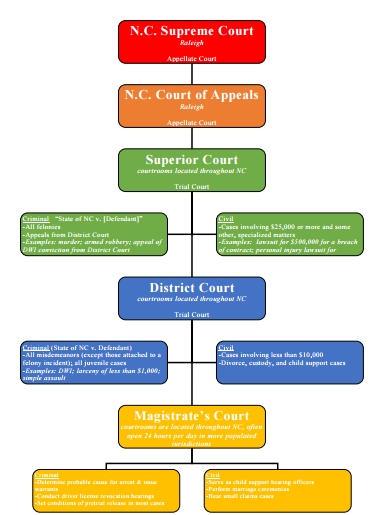 N.C. Supreme Court
Raleigh
Appellate Court
N.C. Court of Appeals
Raleigh
Appellate Court
Superior Court
courtrooms located throughout NC
Trial Court
Criminal "State of NC v. [Defendant]"
-All felonies
-Appeals from District Court
-Examples: murder; armed robbery; appeal of
DWI conviction from District Court
Civil
-Cases involving $25,000 or more and some
other, specialized matters
-Examples: lawsuit for $500,000 for a breach
of contract; personal injury lawsuit for
District Court
courtrooms located throughout NC
Trial Court
Criminal (State of NC v. Defendant)
-All misdemeanors (except those attached to a
felony incident); all juvenile cases
-Examples: DWI; larceny of less than $1,000;
simple assault
Civil
-Cases involving less than $10,000
-Divorce, custody, and child support cases
Magistrate's Court
courtrooms are located throughout NC, often
open 24 hours per day in more populated
jurisdictions
Criminal
-Determine probable cause for arrest & issue
warrants
-Conduct driver license revocation hearings
-Set conditions of pretrial release in most cases
Civil
-Serve as child support hearing officers
-Perform marriage ceremonies
-Hear small claims cases